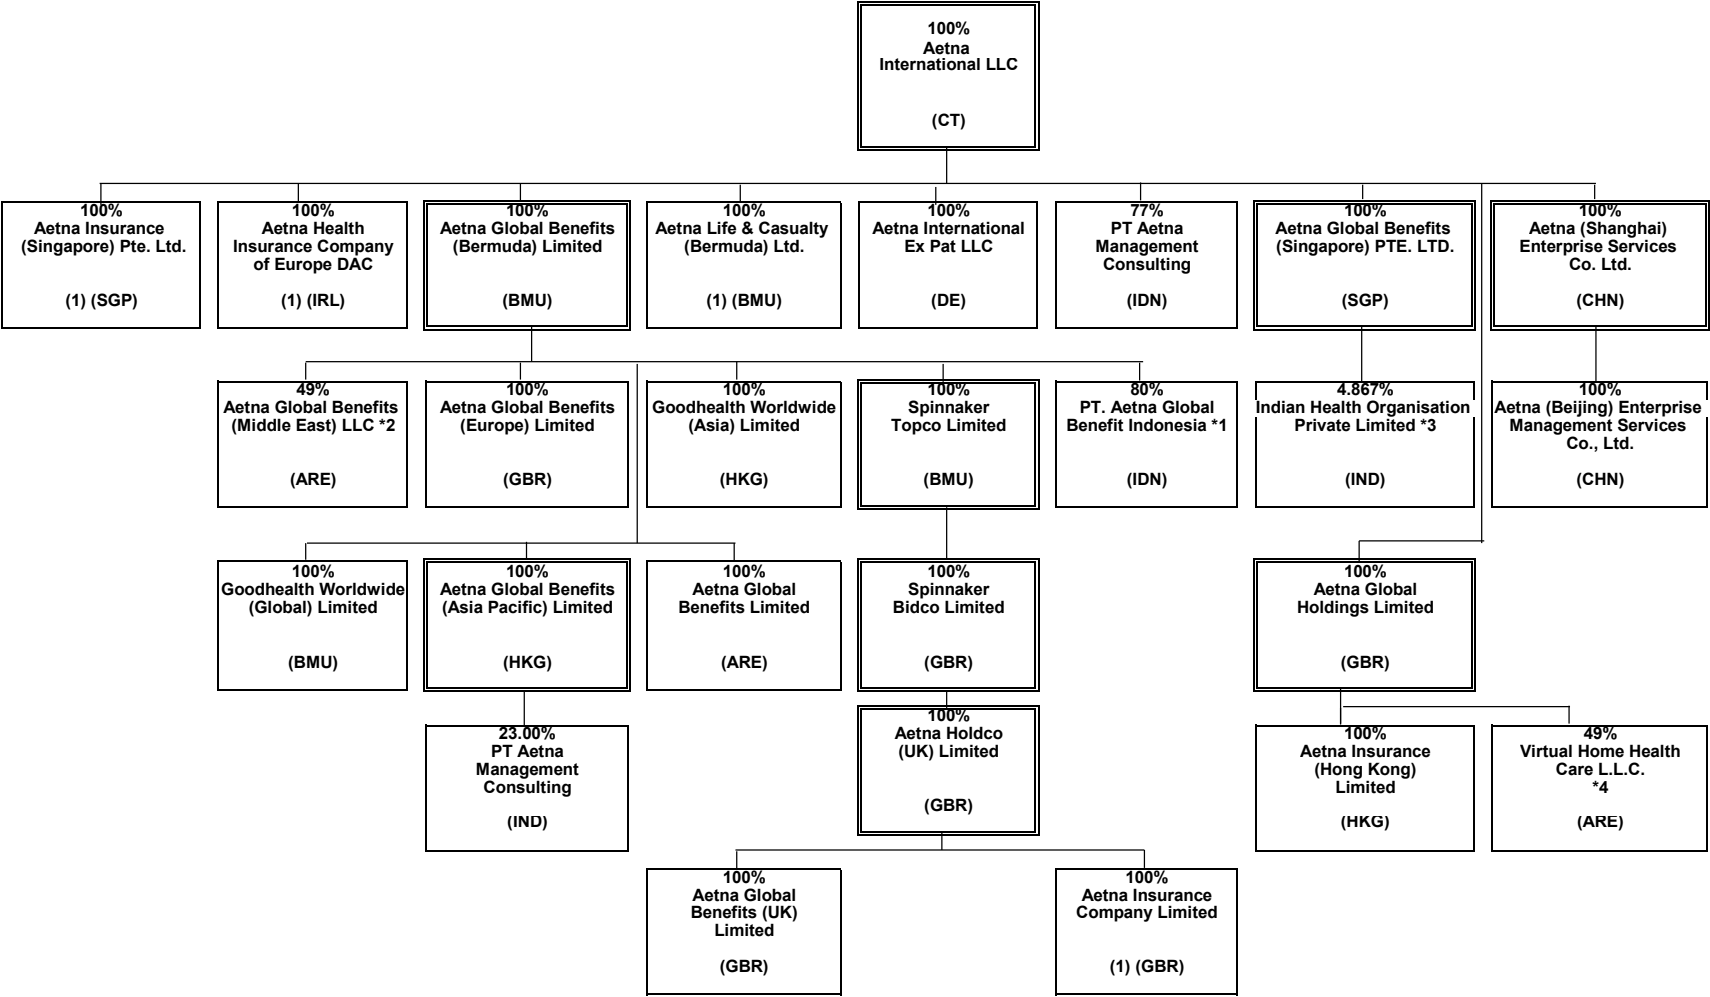 100%
Aetna
International LLC
(CT)
100%
Aetna Insurance
(Singapore) Pte. Ltd.
(1) (SGP)
100%
Aetna Health
Insurance Company
of Europe DAC
(1) (IRL)
100%
Aetna Global Benefits
(Bermuda) Limited
(BMU)
100%
Aetna Life & Casualty
(Bermuda) Ltd.
(1) (BMU)
100%
Aetna International
Ex Pat LLC
(DE)
77%
PT Aetna
Management
Consulting
(IDN)
100%
Aetna Global Benefits
(Singapore) PTE. LTD.
(SGP)
100%
Aetna (Shanghai)
Enterprise Services
Co. Ltd.
(CHN)
49%
Aetna Global Benefits
(Middle East) LLC *2
(ARE)
100%
Aetna Global Benefits
(Europe) Limited
(GBR)
100%
Goodhealth Worldwide
(Asia) Limited
(HKG)
100%
Spinnaker
Topco Limited
(BMU)
80%
PT. Aetna Global
Benefit Indonesia *1
(IDN)
4.867%
Indian Health Organisation
Private Limited *3
(IND)
100%
Aetna (Beijing) Enterprise
Management Services
Co., Ltd.
(CHN)
100%
Goodhealth Worldwide
(Global) Limited
(BMU)
100%
Aetna Global Benefits
(Asia Pacific) Limited
(HKG)
100%
Aetna Global
Benefits Limited
(ARE)
100%
Spinnaker
Bidco Limited
(GBR)
100%
Aetna Global
Holdings Limited
(GBR)
23.00%
PT Aetna
Management
Consulting
(IND)
100%
Aetna Holdco
(UK) Limited
(GBR)
100%
Aetna Insurance
(Hong Kong)
Limited
(HKG)
49%
Virtual Home Health
Care L.L.C.
*4
(ARE)
100%
Aetna Global
Benefits (UK)
Limited
(GBR)
100%
Aetna Insurance
Company Limited
(1) (GBR)